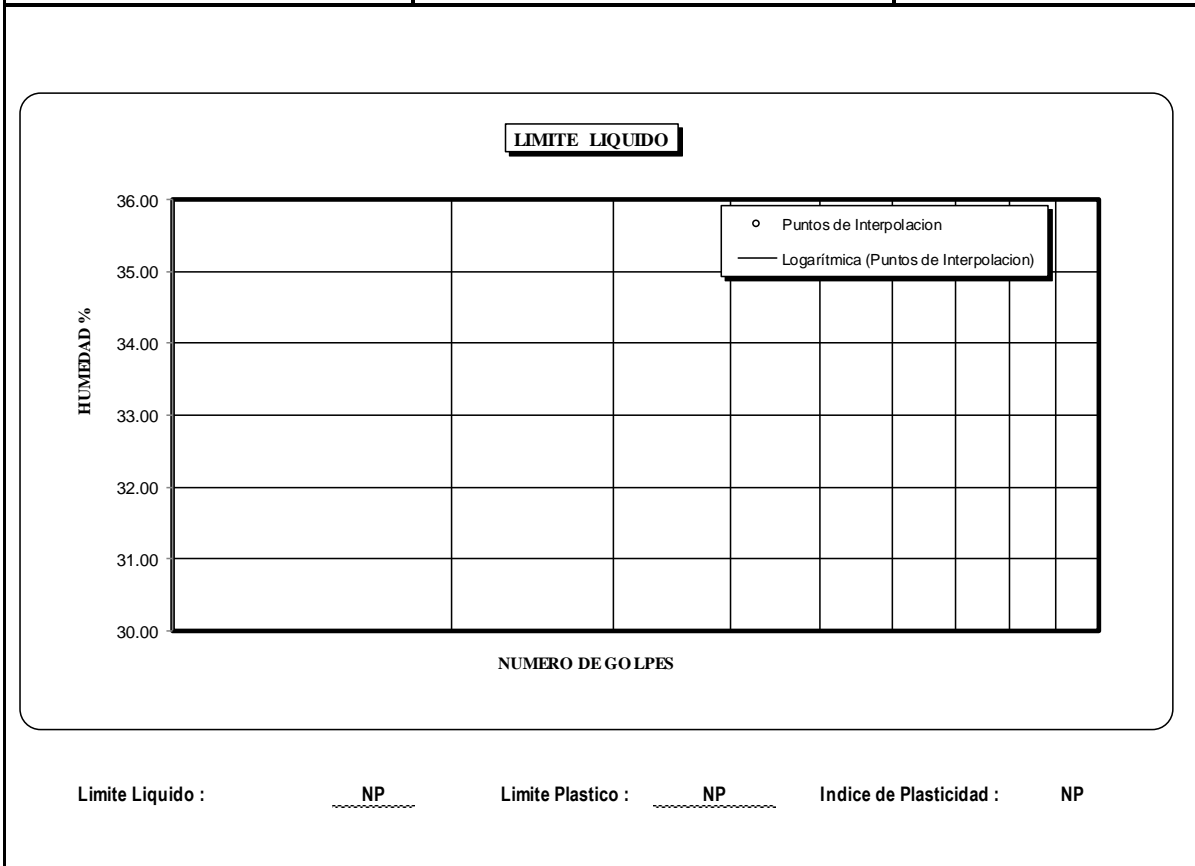 LIMITE LIQUIDO
Puntos de Interpolacion
Logarítmica (Puntos de Interpolacion)
36.00
35.00
34.00
33.00
32.00
31.00
30.00
HUMEDAD %
NUMERO DE GOLPES
Limite Liquido : NP Limite Plastico : NP Indice de Plasticidad : NP